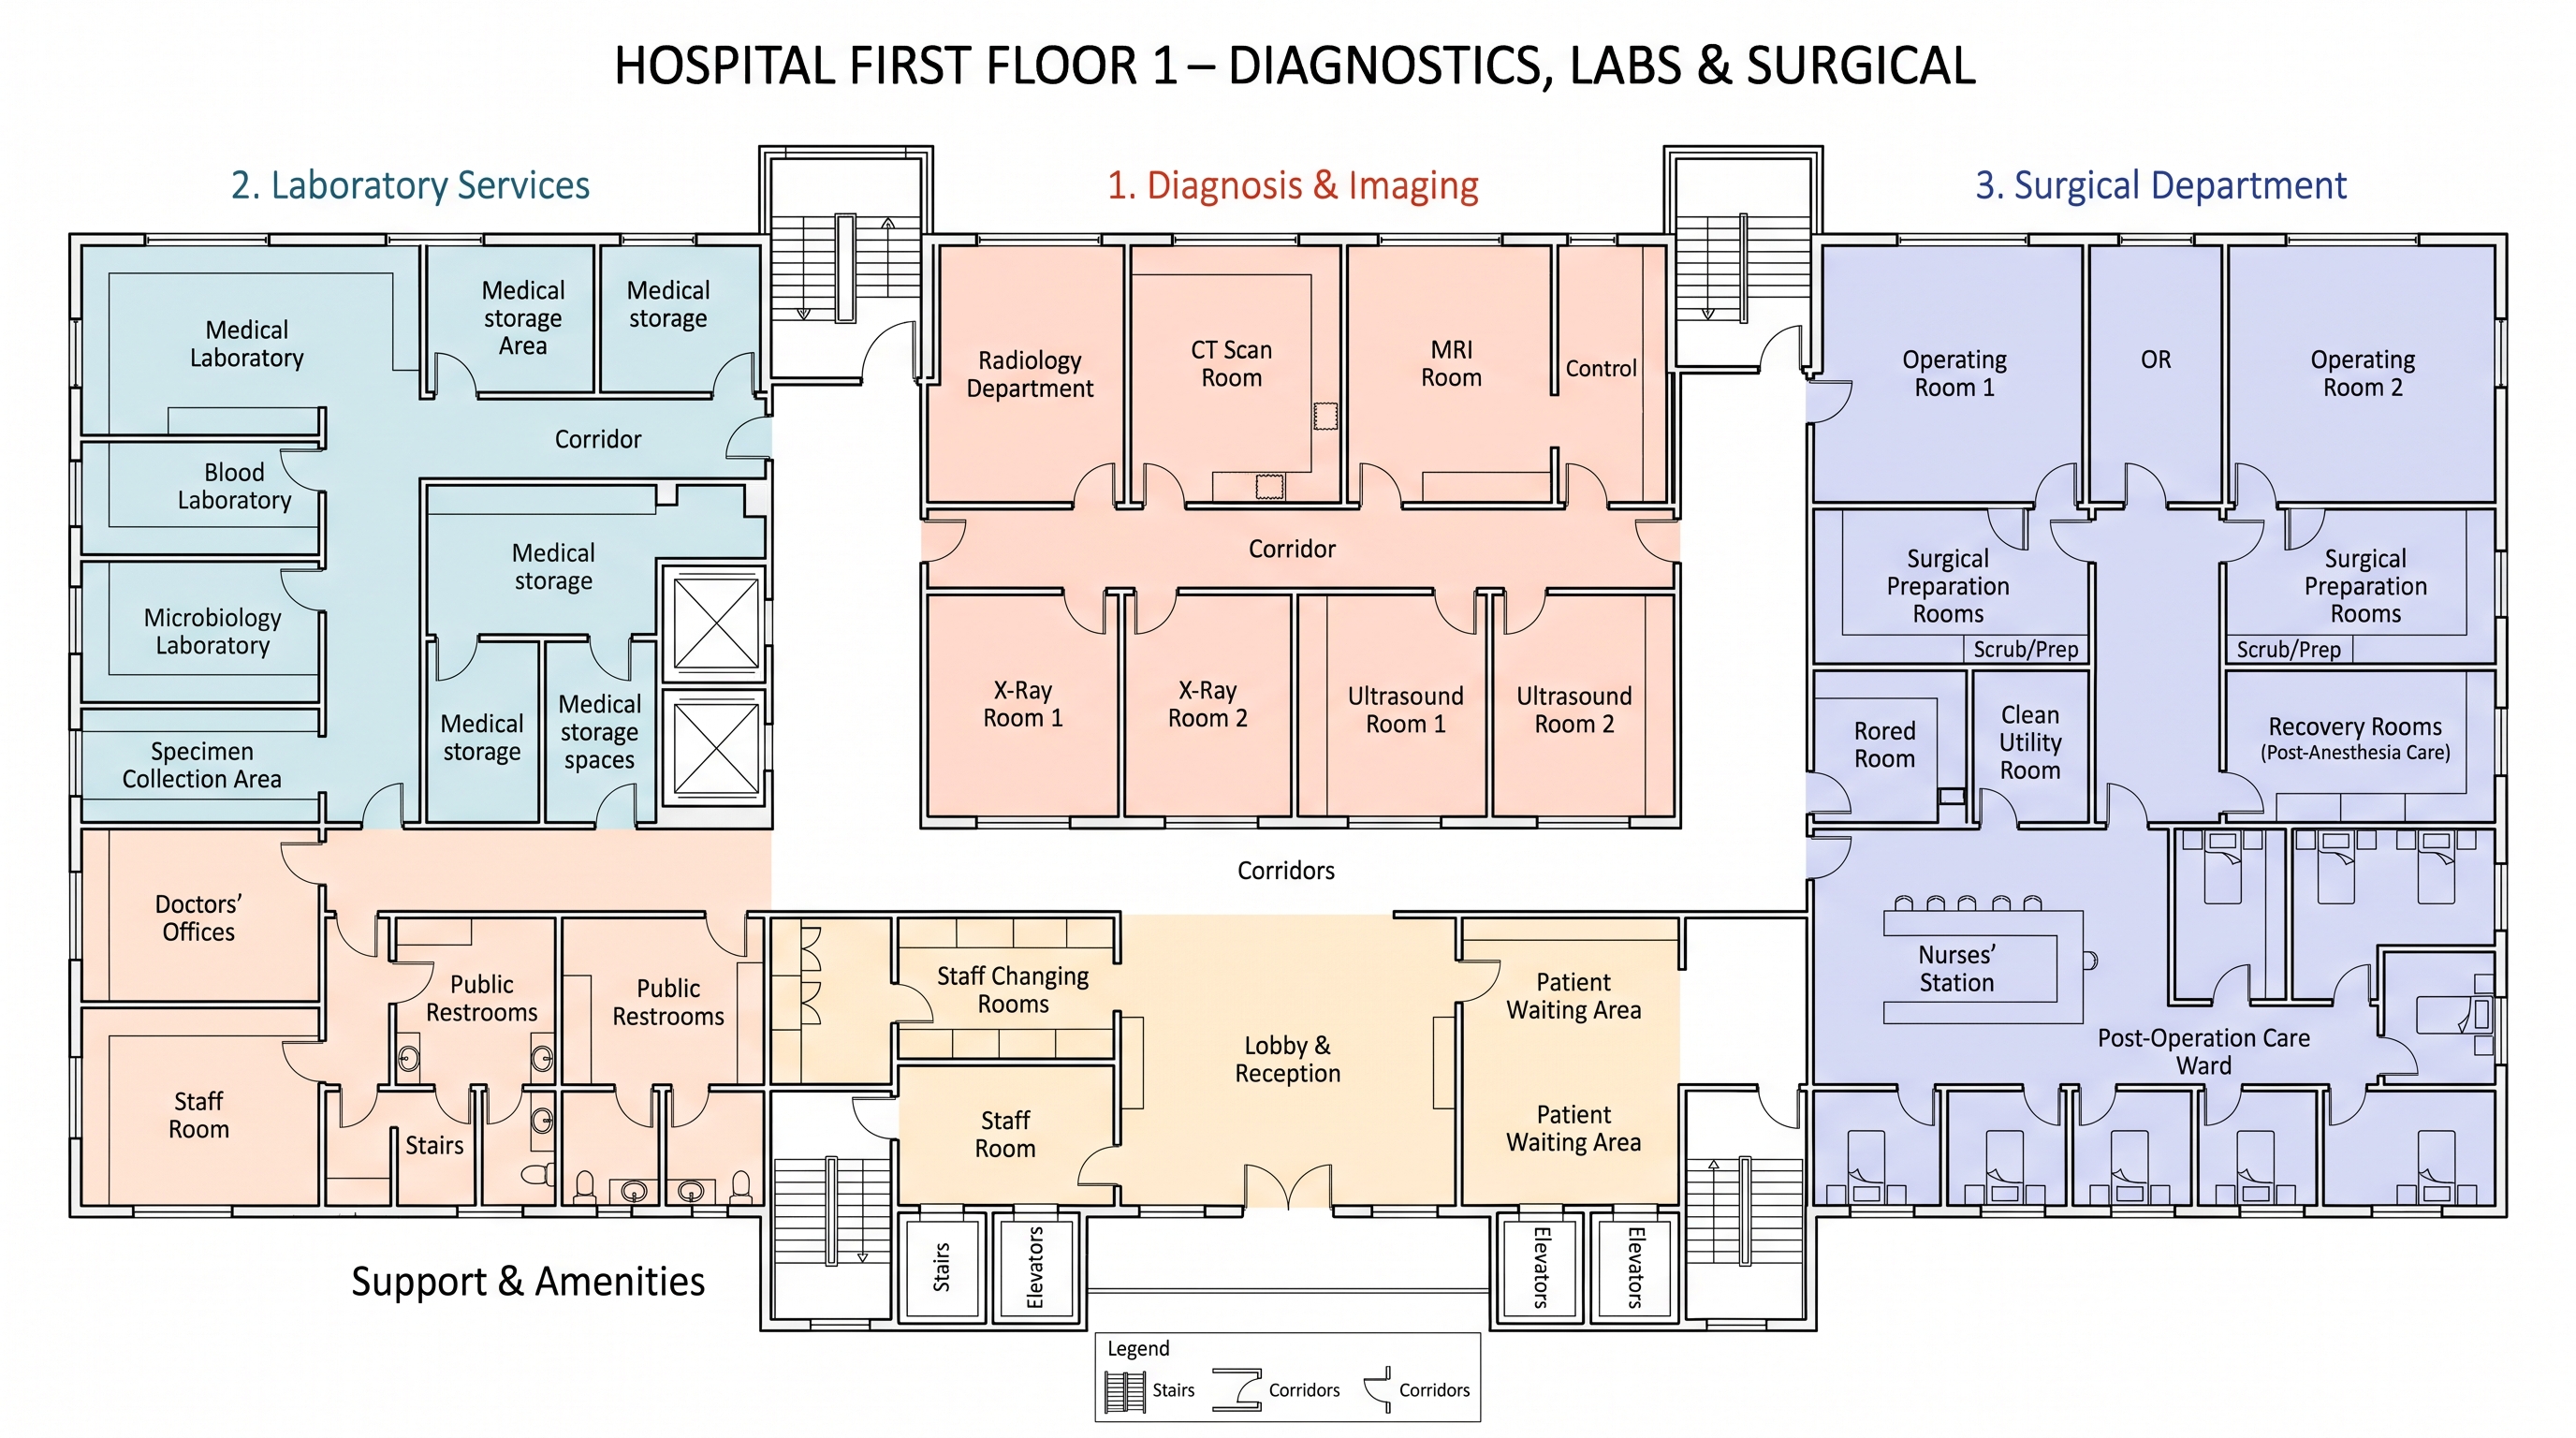 HOSPITAL FIRST FLOOR 1 – DIAGNOSTICS, LABS & SURGICAL
2. Laboratory Services
1. Diagnosis & Imaging
3. Surgical Department
Medical
Laboratory
Medical
storage
Area
Medical
storage
Corridor
Blood
Laboratory
Medical
storage
Microbiology
Laboratory
Medical
storage
Medical
storage
spaces
Specimen
Collection Area
Radiology
Department
CT Scan
Room
MRI
Room
Control
Corridor
X-Ray
Room 1
X-Ray
Room 2
Ultrasound
Room 1
Ultrasound
Room 2
Operating
Room 1
OR
Operating
Room 2
Surgical
Preparation
Rooms
Scrub/Prep
Surgical
Preparation
Rooms
Scrub/Prep
Rored
Room
Clean
Utility
Room
Recovery Rooms
(Post-Anesthesia Care)
Corridors
Doctors’
Offices
Public
Restrooms
Public
Restrooms
Staff
Room
Stairs
Staff Changing
Rooms
Staff
Room
Lobby &
Reception
Patient
Waiting Area
Patient
Waiting Area
Nurses’
Station
Post-Operation Care
Ward
Stairs
Elevators
Elevators
Elevators
Support & Amenities
Legend
Stairs
Corridors
Corridors